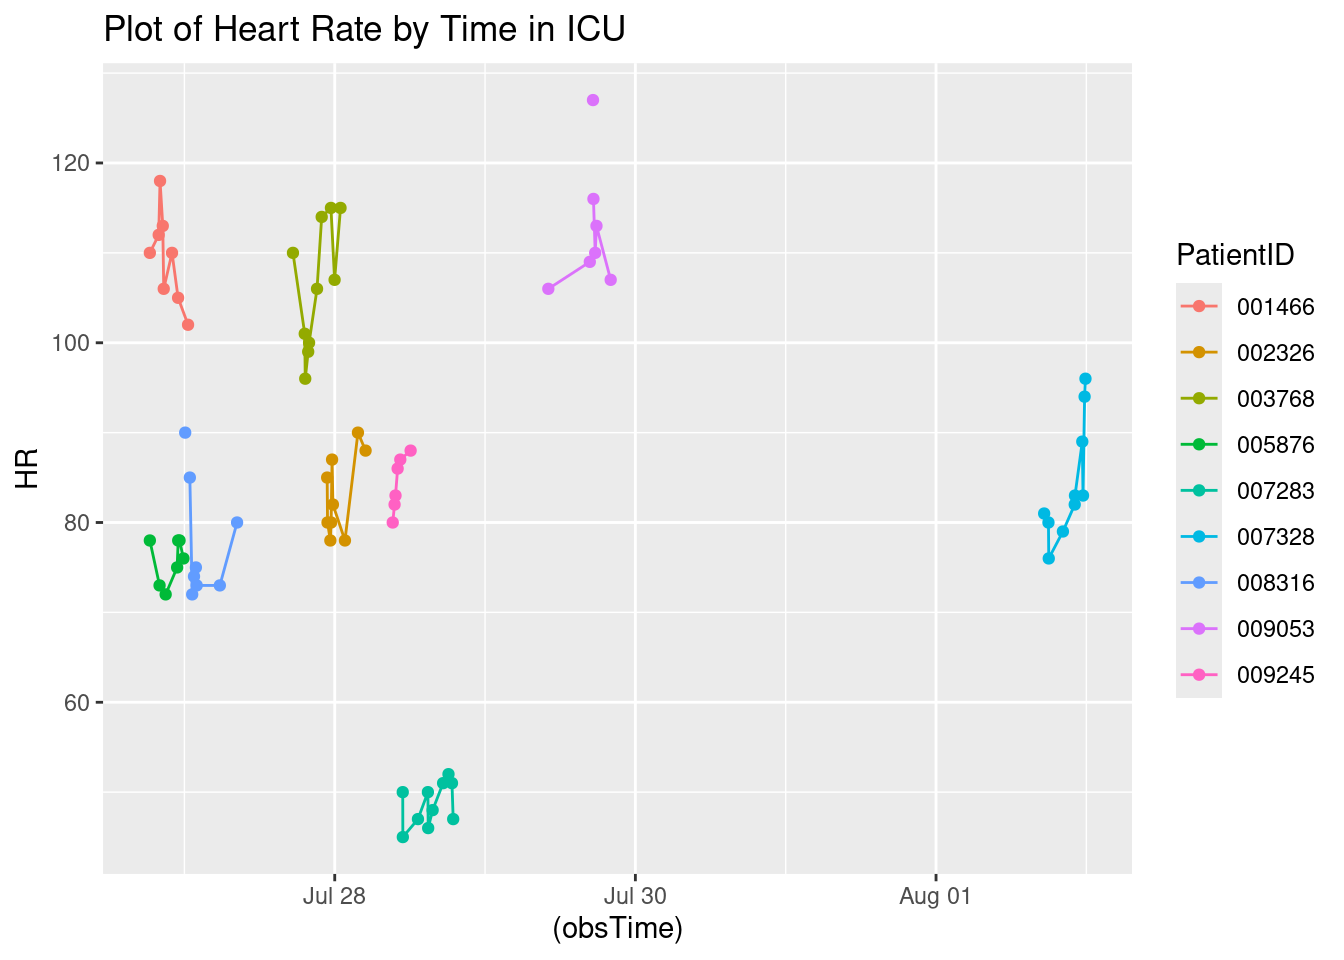 Plot of Heart Rate by Time in ICU
120
100
80
60
HR
Jul 28
Jul 30
Aug 01
(obsTime)
PatientID
001466
002326
003768
005876
007283
007328
008316
009053
009245